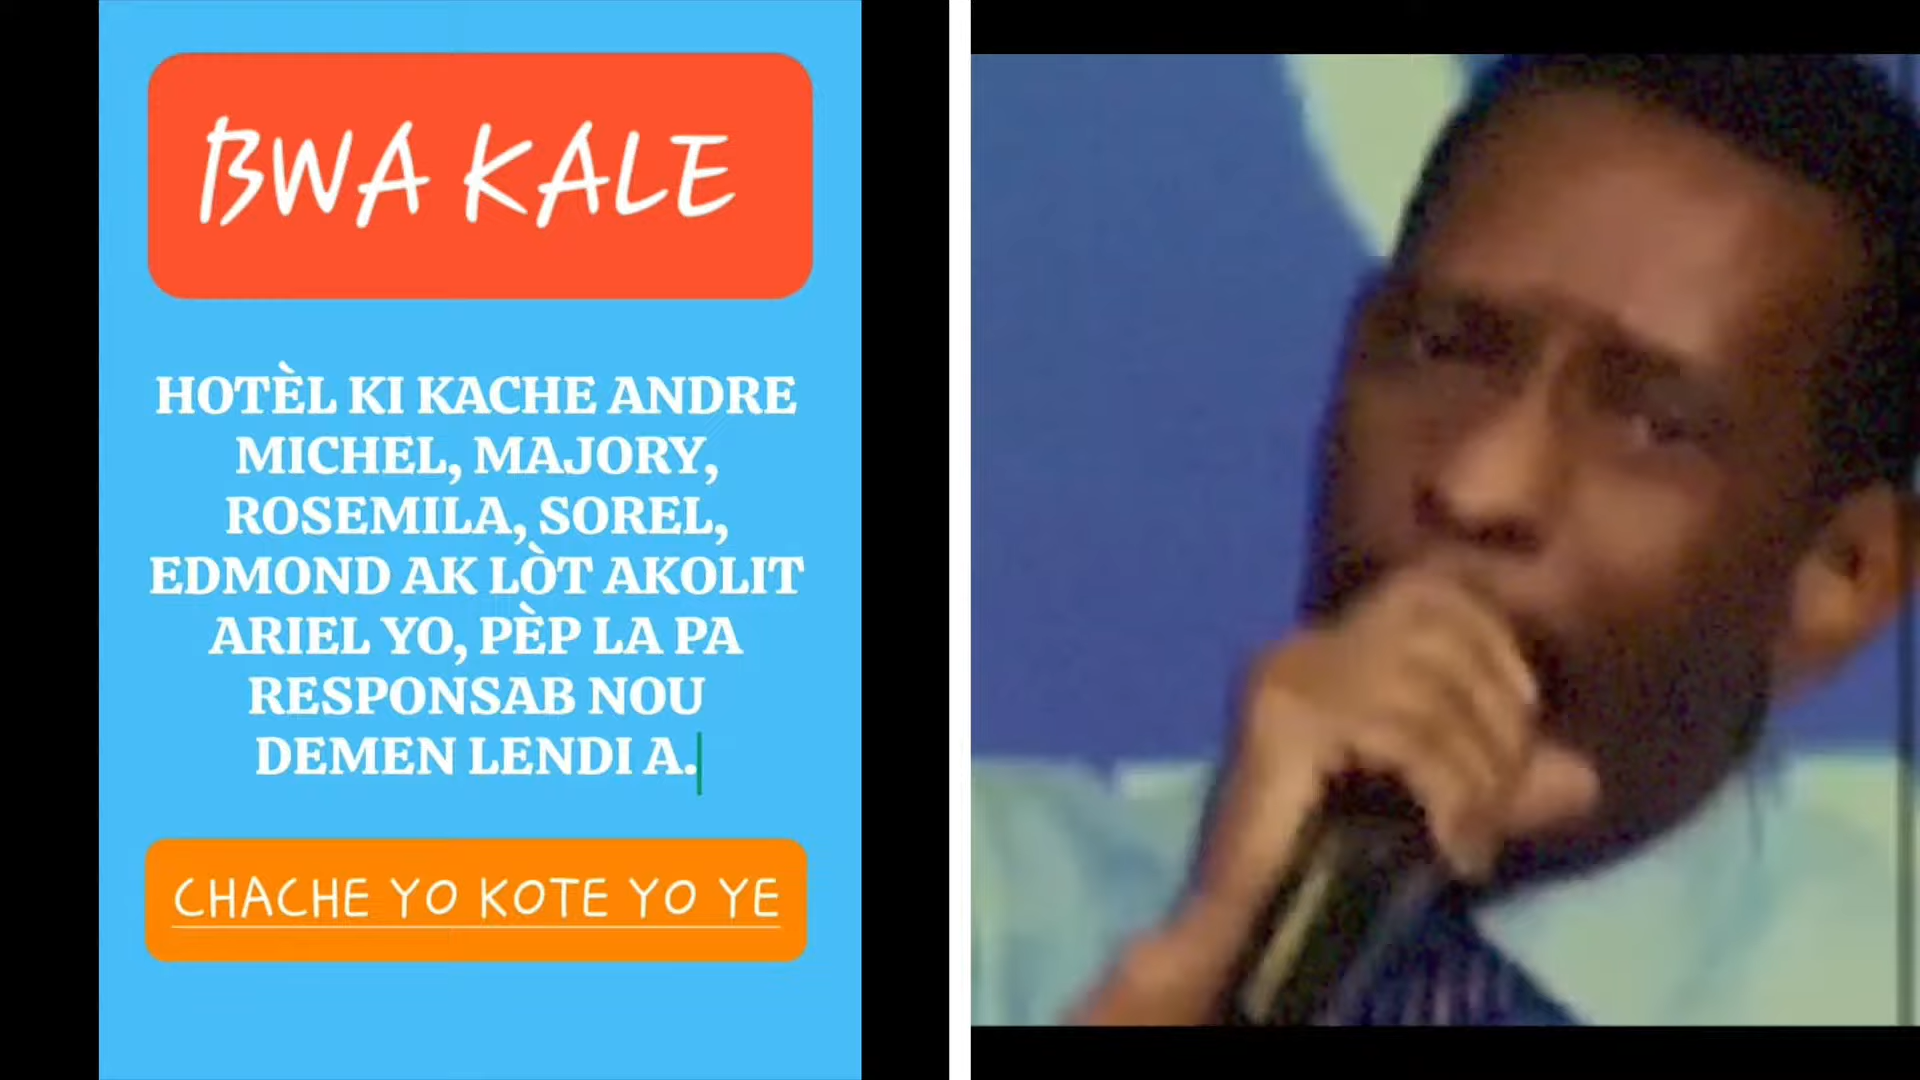 BWA KALE
HOTÈL KI KACHE ANDRE
MICHEL, MAJORY,
ROSEMILA, SOREL,
EDMOND AK LÒT AKOLIT
ARIEL YO, PÈP LA PA
RESPONSAB NOU
DEMEN LENDI A.
CHACHE YO KOTE YO YE